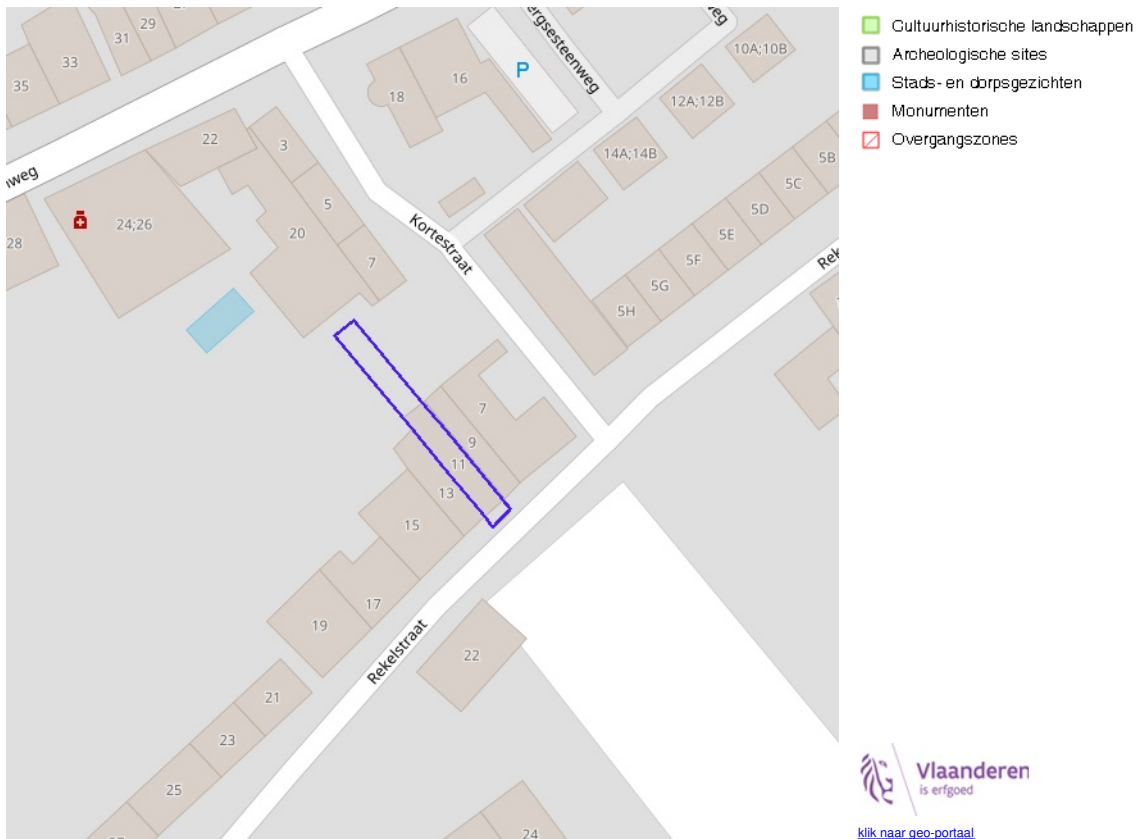 29
31
33
35
22
3
5
20
7
24;26
28
nweg
18
16
P
ergsesteenweg
weg
10A;10B
12A;12B
14A;14B
Kortestraat
5B
5C
5D
5E
5F
5G
5H
7
9
11
13
15
17
19
21
23
25
22
24
Rekelstraat
Cultuurhistorische landschappen
Archeologische sites
Stads- en dorpsgezichten
Monumenten
Overgangszones
Vlaanderen
is erfgoed
klik naar geo-portaal